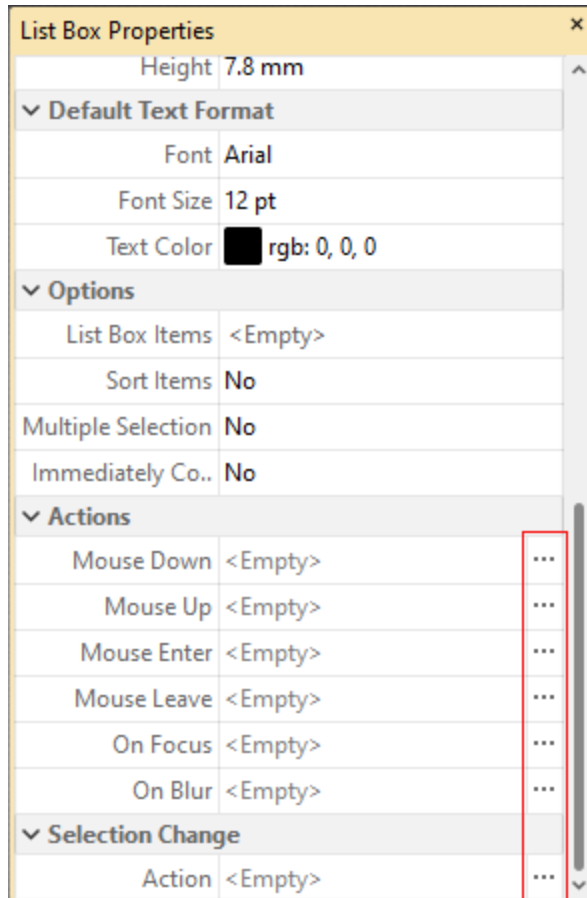 List Box Properties ×
Height 7.8 mm
Default Text Format
Font Arial
Font Size 12 pt
Text Color rgb: 0, 0, 0
Options
List Box Items <Empty>
Sort Items No
Multiple Selection No
Immediately Co.. No
Actions
Mouse Down <Empty> ...
Mouse Up <Empty> ...
Mouse Enter <Empty> ...
Mouse Leave <Empty> ...
On Focus <Empty> ...
On Blur <Empty> ...
Selection Change
Action <Empty> ...